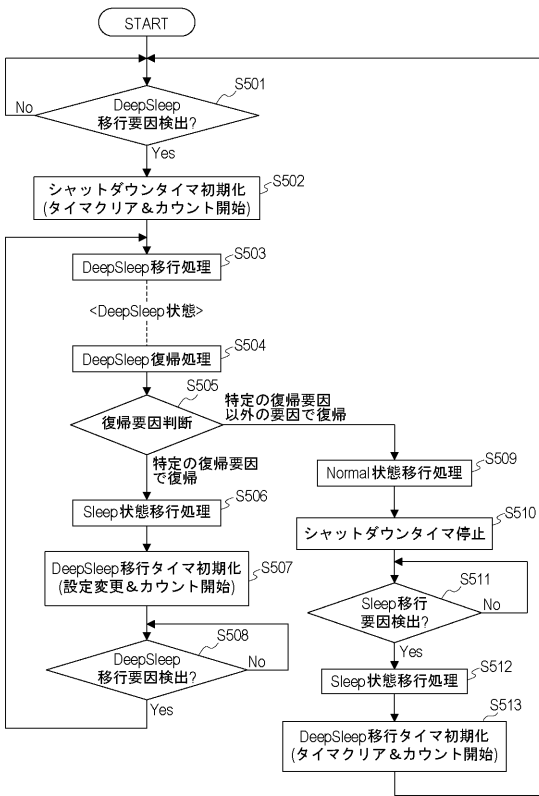 START
S501
DeepSleep
移行要因検出?
No
Yes
S502
シャットダウンタイマ初期化
(タイマクリア&カウント開始)
S503
DeepSleep移行処理
<DeepSleep状態>
S504
DeepSleep復帰処理
S505
復帰要因判断
特定の復帰要因
以外の要因で復帰
特定の復帰要因
で復帰
S506
Sleep状態移行処理
S507
DeepSleep移行タイマ初期化
(設定変更&カウント開始)
S508
DeepSleep
移行要因検出?
No
Yes
S509
Normal状態移行処理
S510
シャットダウンタイマ停止
S511
Sleep移行
要因検出?
No
Yes
S512
Sleep状態移行処理
S513
DeepSleep移行タイマ初期化
(タイマクリア&カウント開始)